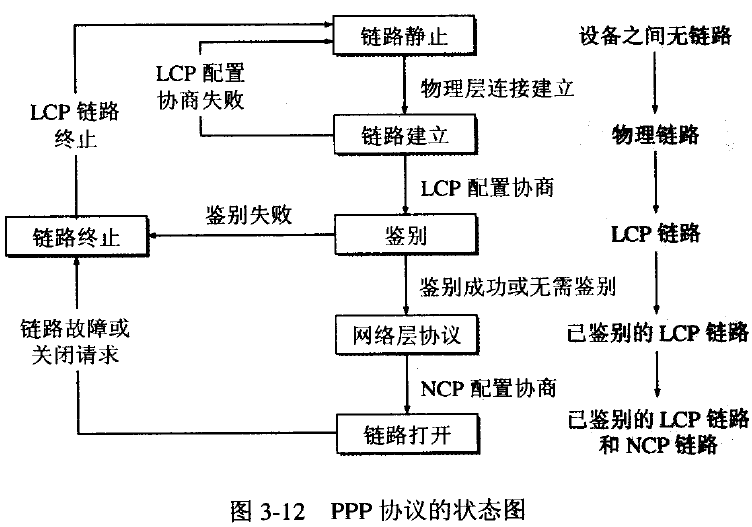 链路静止
设备之间无链路
LCP 配置
协商失败
物理层连接建立
LCP 链路
终止
链路建立
物理链路
LCP 配置协商
鉴别失败
链路终止
鉴别
LCP 链路
鉴别成功或无需鉴别
链路故障或
关闭请求
网络层协议
已鉴别的 LCP 链路
NCP 配置协商
链路打开
已鉴别的 LCP 链路
和 NCP 链路
图 3-12 PPP 协议的状态图